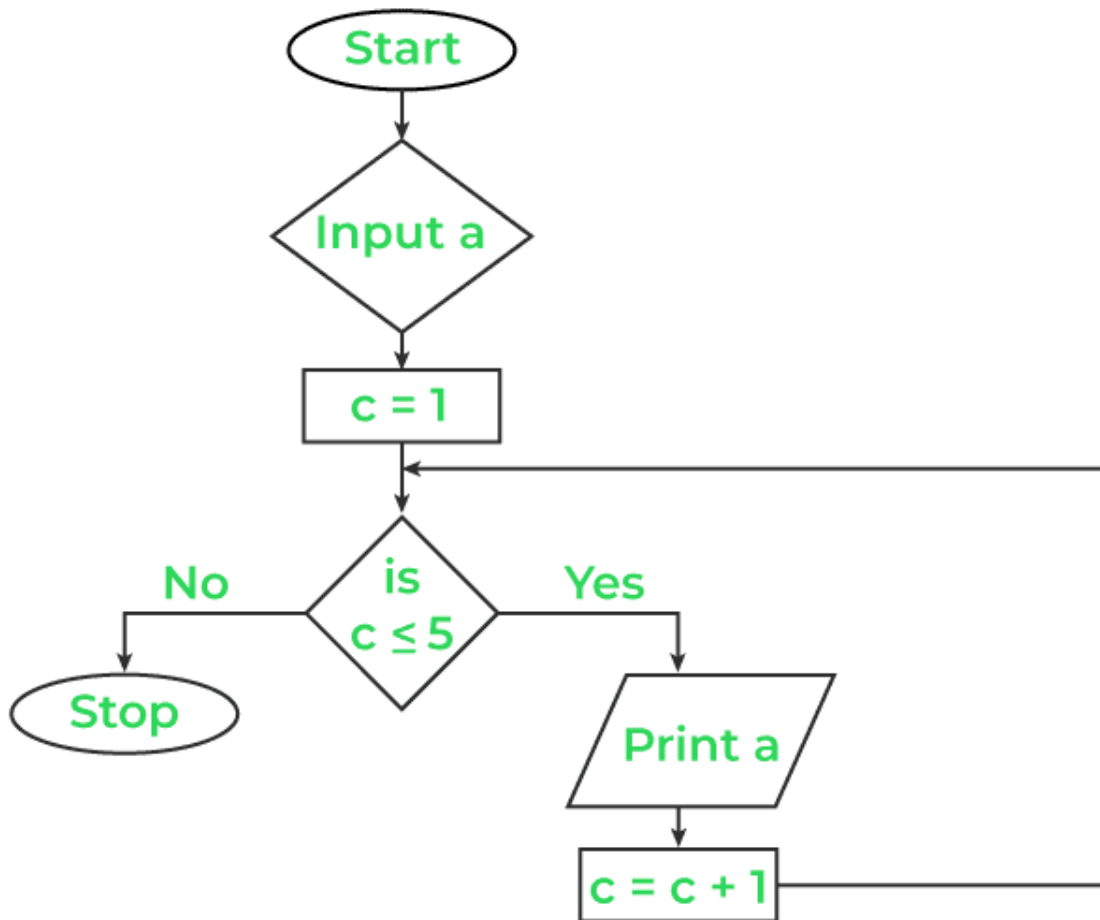 Start
Input a
c = 1
is
c ≤ 5
No
Yes
Stop
Print a
c = c + 1